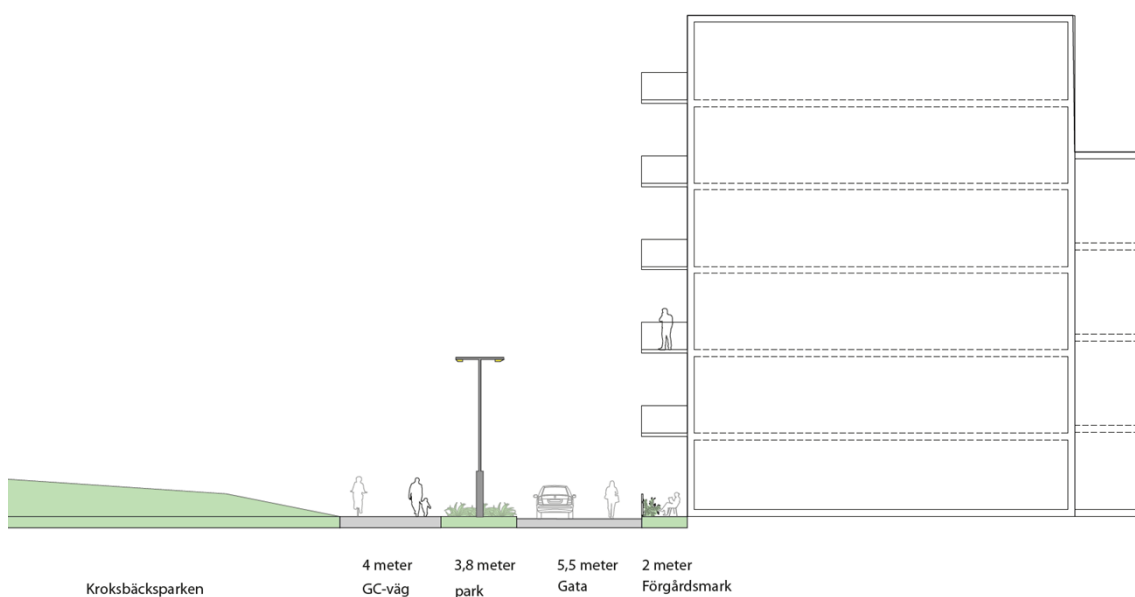 Kroksbäcksparken
4 meter
GC-väg
3,8 meter
park
5,5 meter
Gata
2 meter
Förgårdsmark